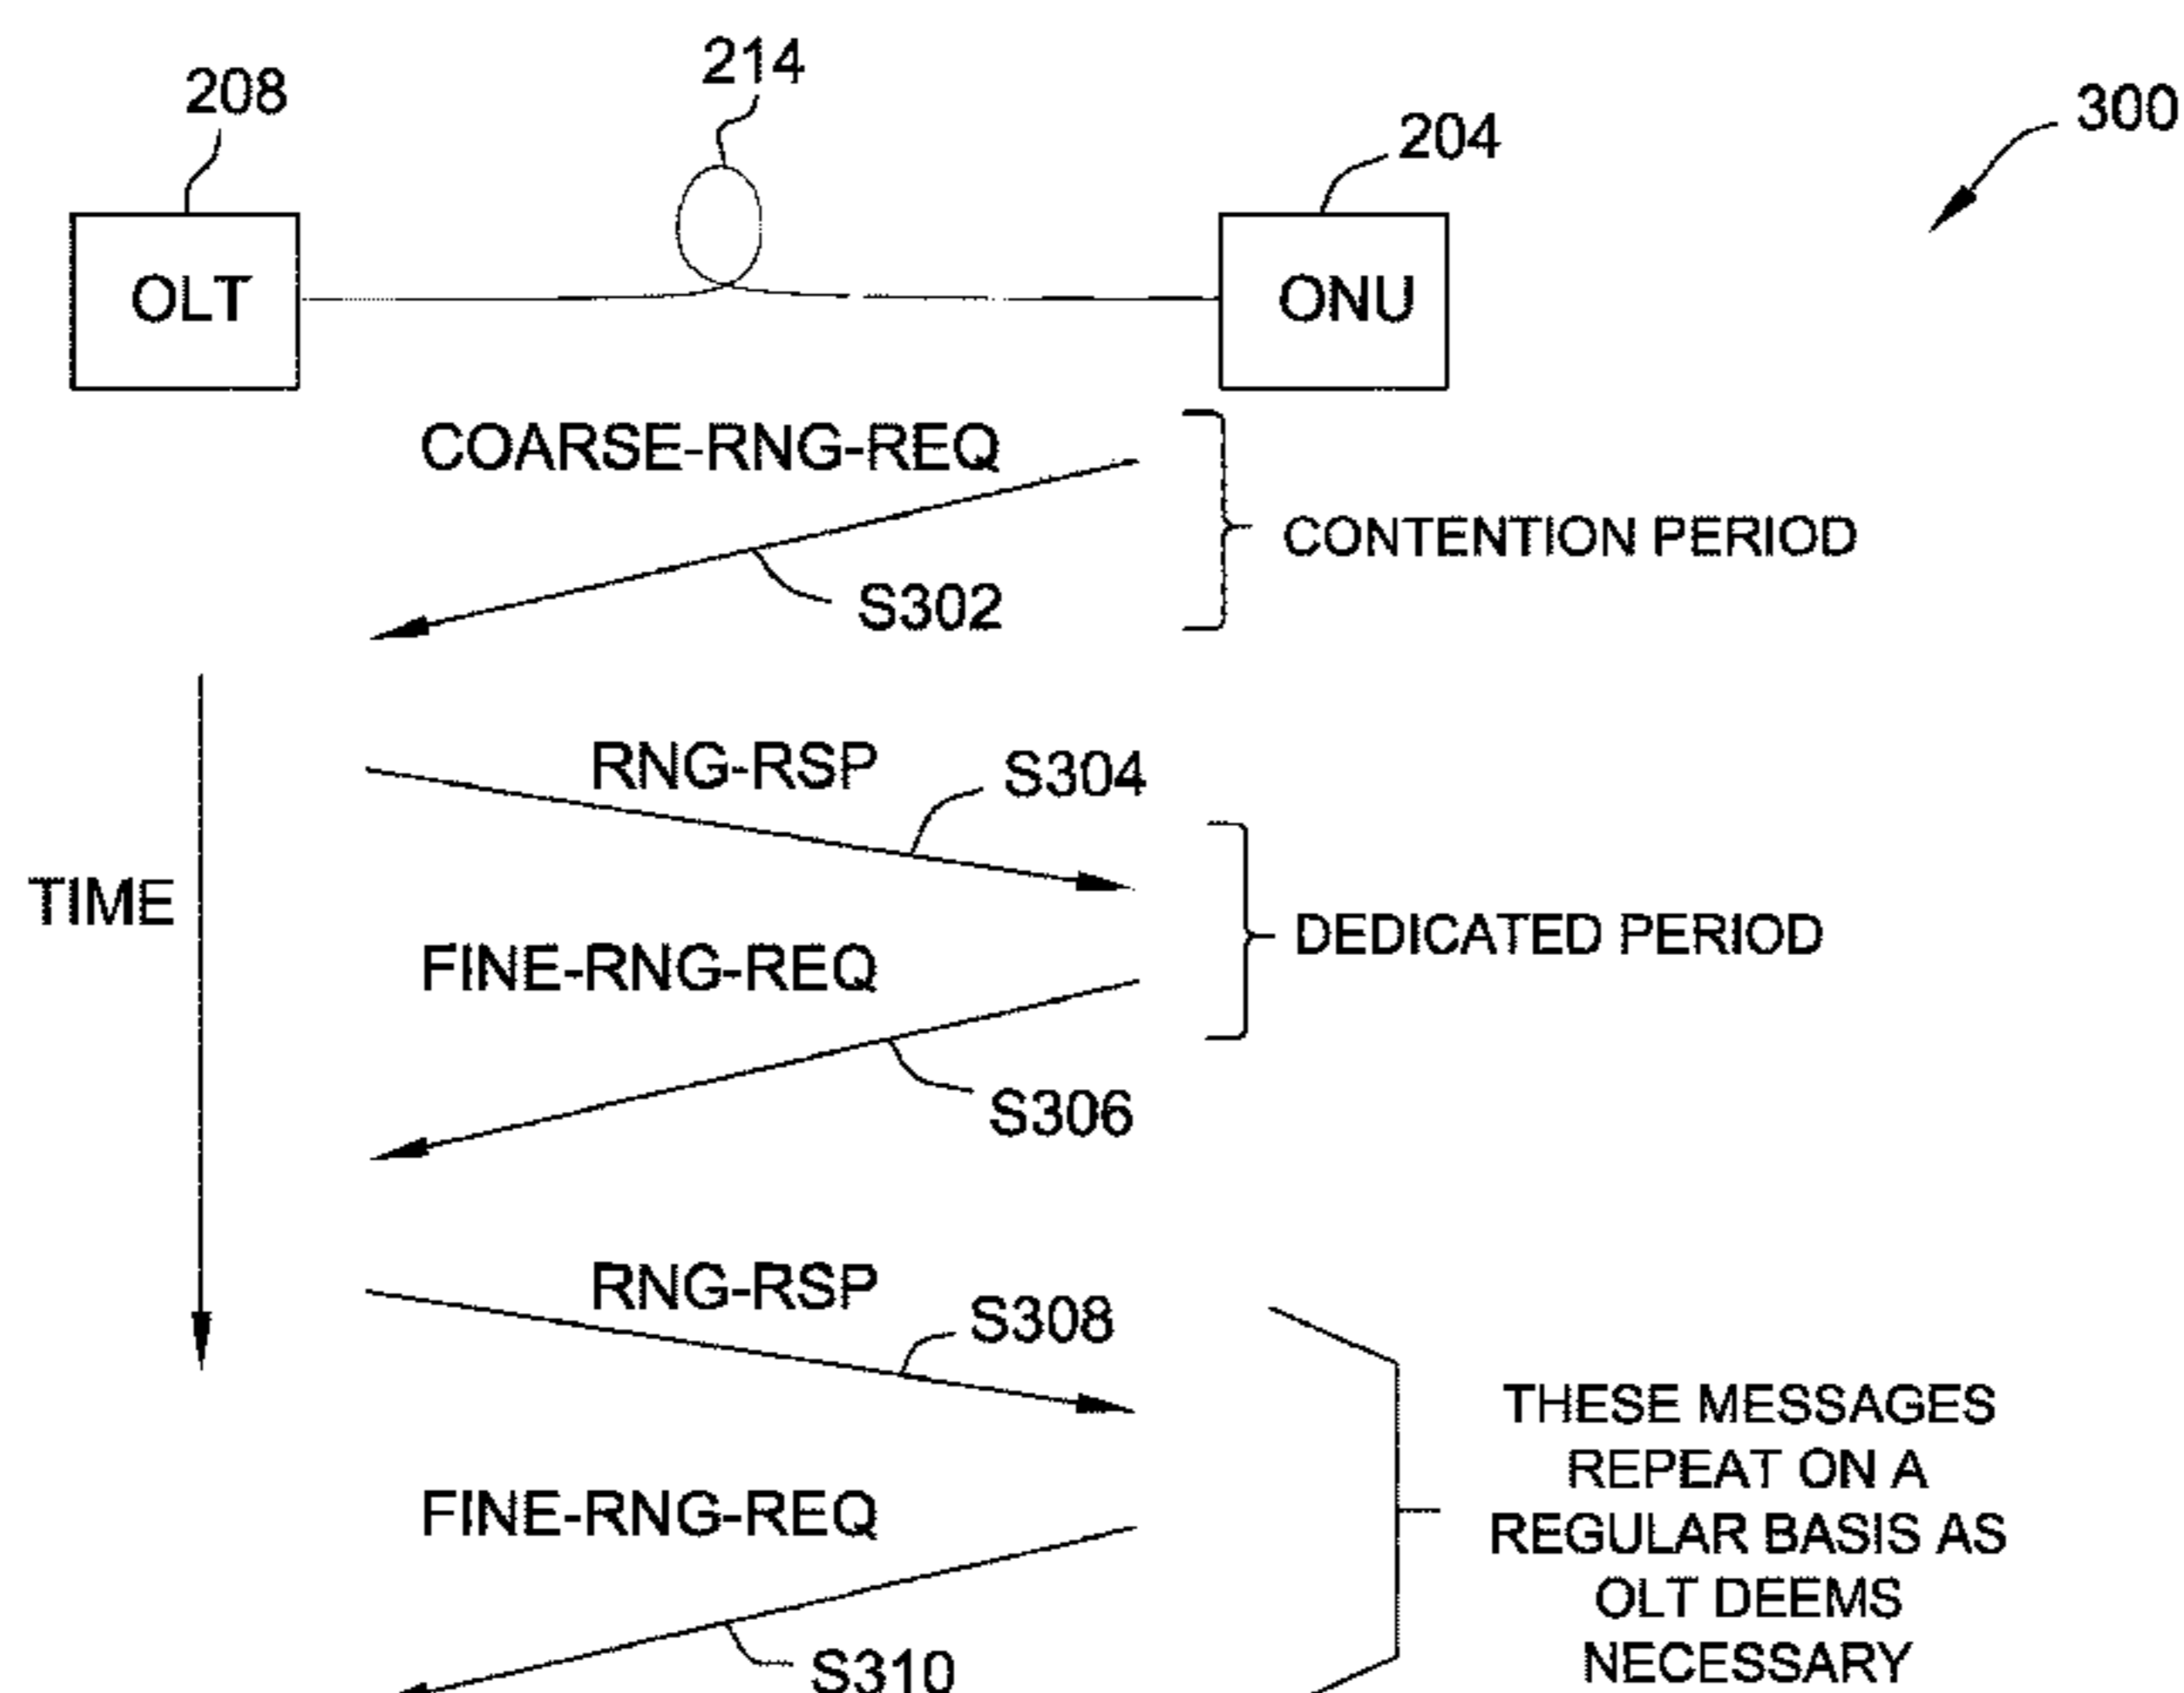 214
208
300
204
OLT
ONU
COARSE-RNG-REQ
CONTENTION PERIOD
S302
RNG-RSP
S304
TIME
DEDICATED PERIOD
FINE-RNG-REQ
S306
RNG-RSP
S308
THESE MESSAGES
REPEAT ON A
REGULAR BASIS AS
OLT DEEMS
NECESSARY
FINE-RNG-REQ
S310